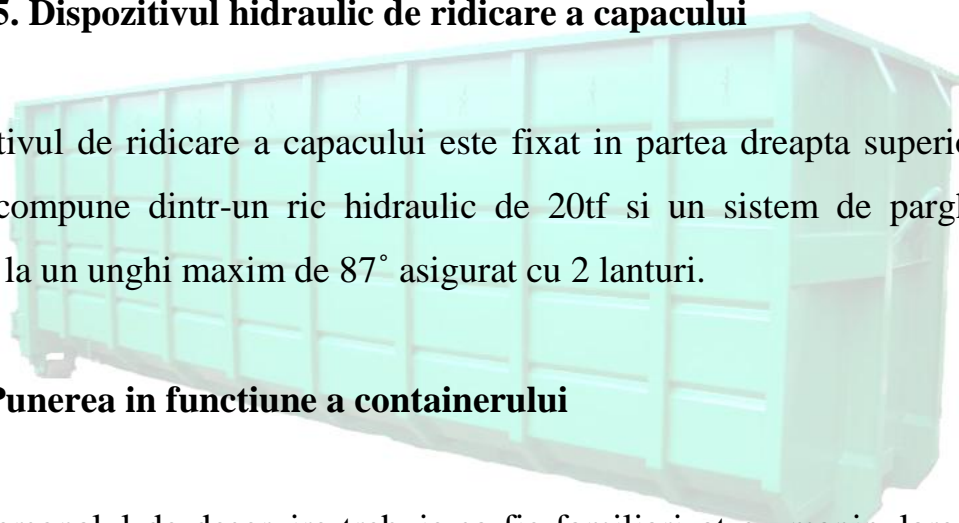 5. Dispozitivul hidraulic de ridicare a capacului
tivul de ridicare a capacului este fixat in partea dreapta superio
compune dintr-un ric hidraulic de 20tf si un sistem de pargl
la un unghi maxim de 87˚ asigurat cu 2 lanturi.
Punerea in functiune a containerului